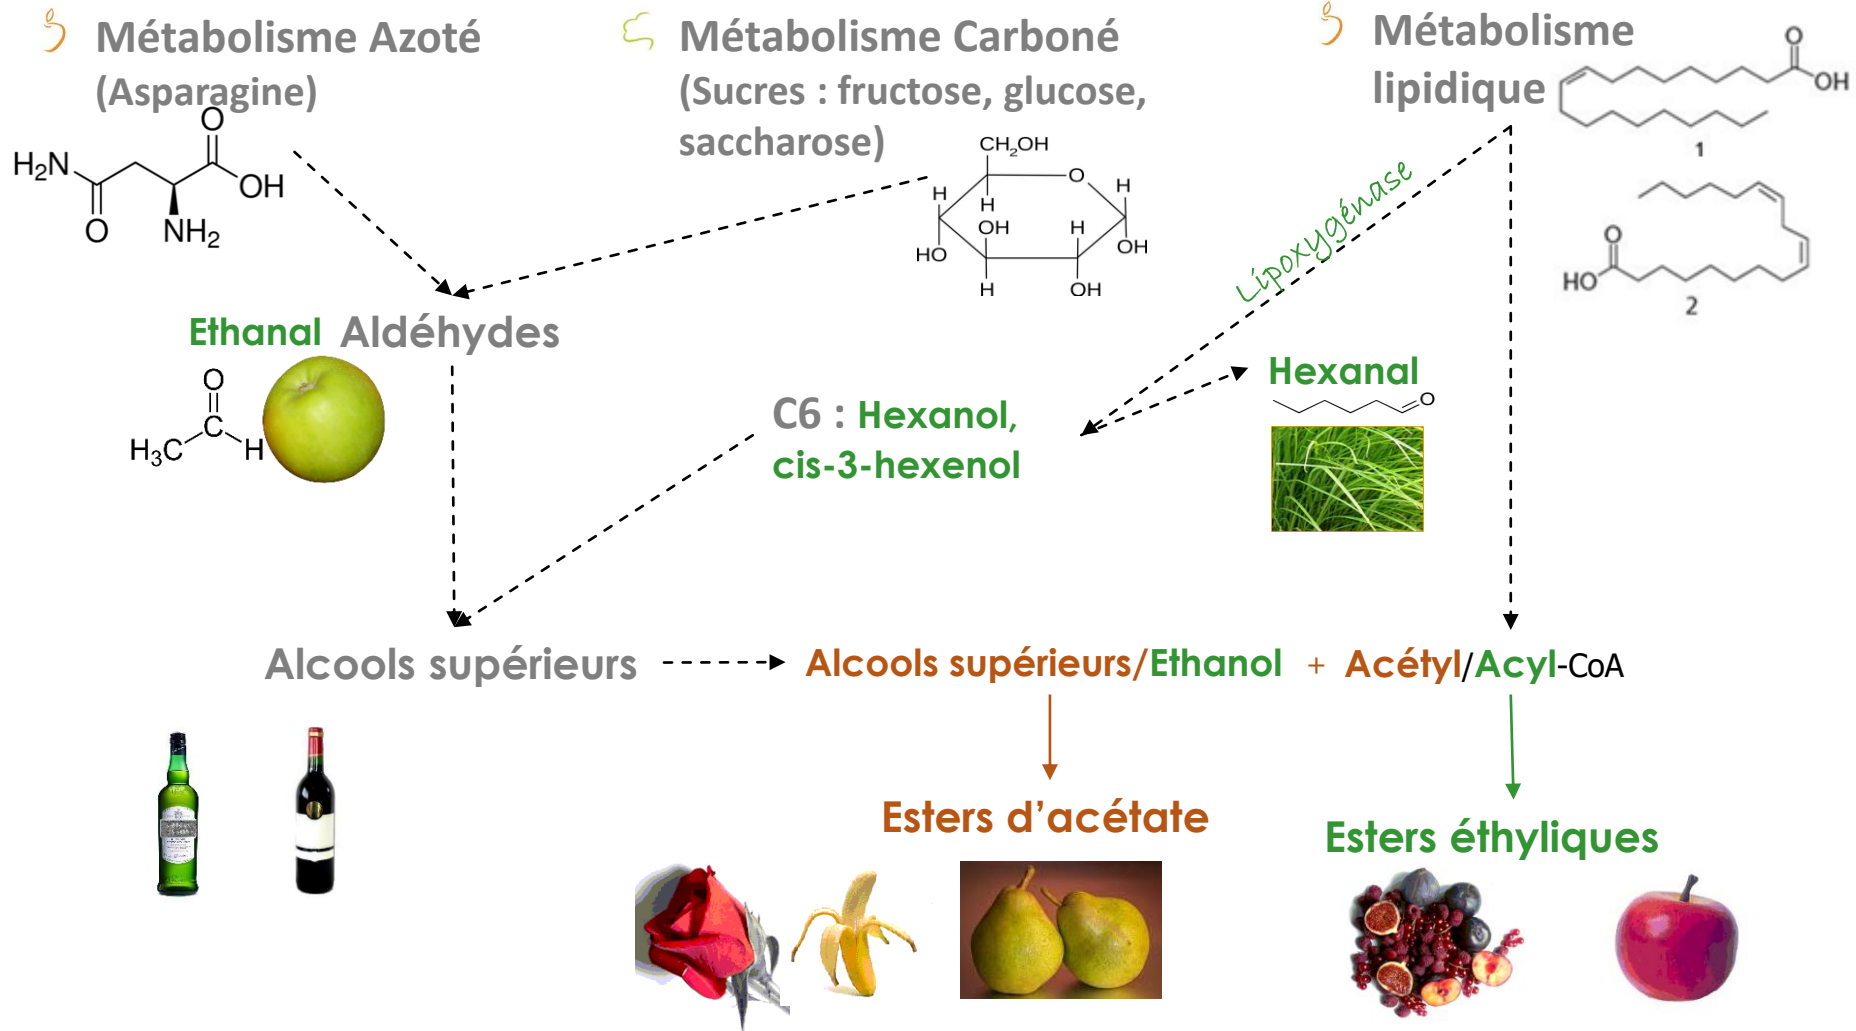 Métabolisme Azoté
(Asparagine)
Métabolisme Carboné
(Sucres : fructose, glucose,
saccharose)
Métabolisme
lipidique
O
OH
1
HO
O
2
H₂N
O
O
OH
NH₂
CH₂OH
O
H
H
H
OH
H
HO
OH
H
OH
Lipoxygénase
Ethanal Aldéhydes
O
H₃C
H
C6 : Hexanol,
cis-3-hexenol
Hexanal
O
Alcools supérieurs
Alcools supérieurs/Ethanol + Acétyl/Acyl-CoA
Esters d’acétate
Esters éthyliques